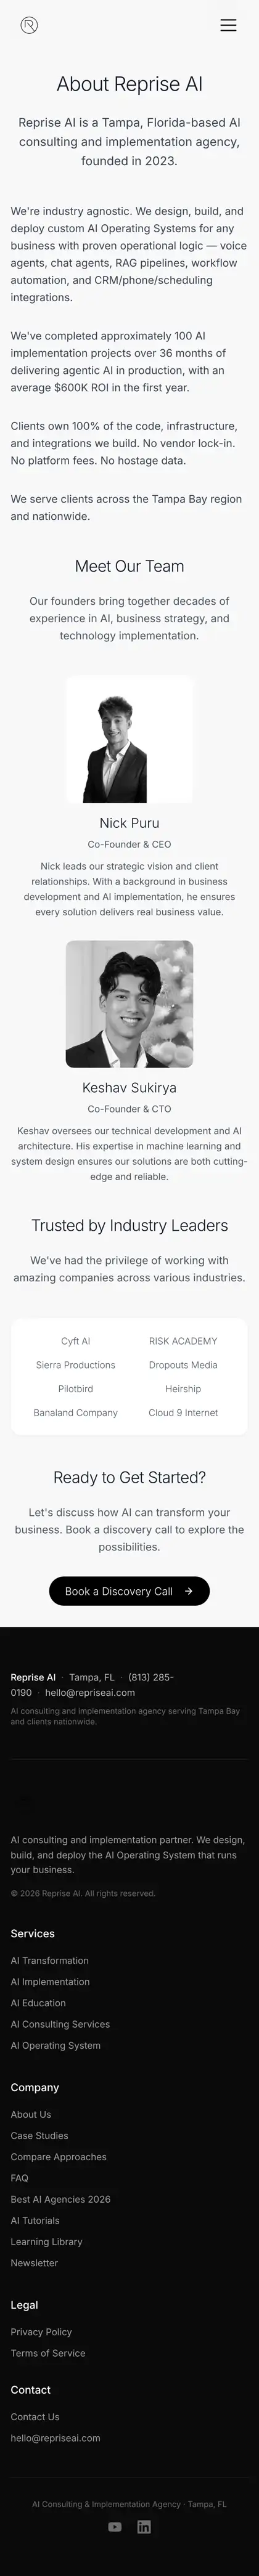 R
About Reprise AI
Reprise AI is a Tampa, Florida-based AI
consulting and implementation agency,
founded in 2023.
We're industry agnostic. We design, build, and
deploy custom AI Operating Systems for any
business with proven operational logic — voice
agents, chat agents, RAG pipelines, workflow
automation, and CRM/phone/scheduling
integrations.
We've completed approximately 100 AI
implementation projects over 36 months of
delivering agentic AI in production, with an
average $600K ROI in the first year.
Clients own 100% of the code, infrastructure,
and integrations we build. No vendor lock-in.
No platform fees. No hostage data.
We serve clients across the Tampa Bay region
and nationwide.
Meet Our Team
Our founders bring together decades of
experience in AI, business strategy, and
technology implementation.
Nick Puru
Co-Founder & CEO
Nick leads our strategic vision and client
relationships. With a background in business
development and AI implementation, he ensures
every solution delivers real business value.
Keshav Sukirya
Co-Founder & CTO
Keshav oversees our technical development and AI
architecture. His expertise in machine learning and
system design ensures our solutions are both cutting-
edge and reliable.
Trusted by Industry Leaders
We've had the privilege of working with
amazing companies across various industries.
Cyft AI RISK ACADEMY
Sierra Productions Dropouts Media
Pilotbird Heirship
Banaland Company Cloud 9 Internet
Ready to Get Started?
Let's discuss how AI can transform your
business. Book a discovery call to explore the
possibilities.
Book a Discovery Call →
Reprise AI · Tampa, FL · (813) 285-
0190 · hello@repriseai.com
AI consulting and implementation agency serving Tampa Bay
and clients nationwide.
AI consulting and implementation partner. We design,
build, and deploy the AI Operating System that runs
your business.
© 2026 Reprise AI. All rights reserved.
Services
AI Transformation
AI Implementation
AI Education
AI Consulting Services
AI Operating System
Company
About Us
Case Studies
Compare Approaches
FAQ
Best AI Agencies 2026
AI Tutorials
Learning Library
Newsletter
Legal
Privacy Policy
Terms of Service
Contact
Contact Us
hello@repriseai.com
AI Consulting & Implementation Agency · Tampa, FL
in